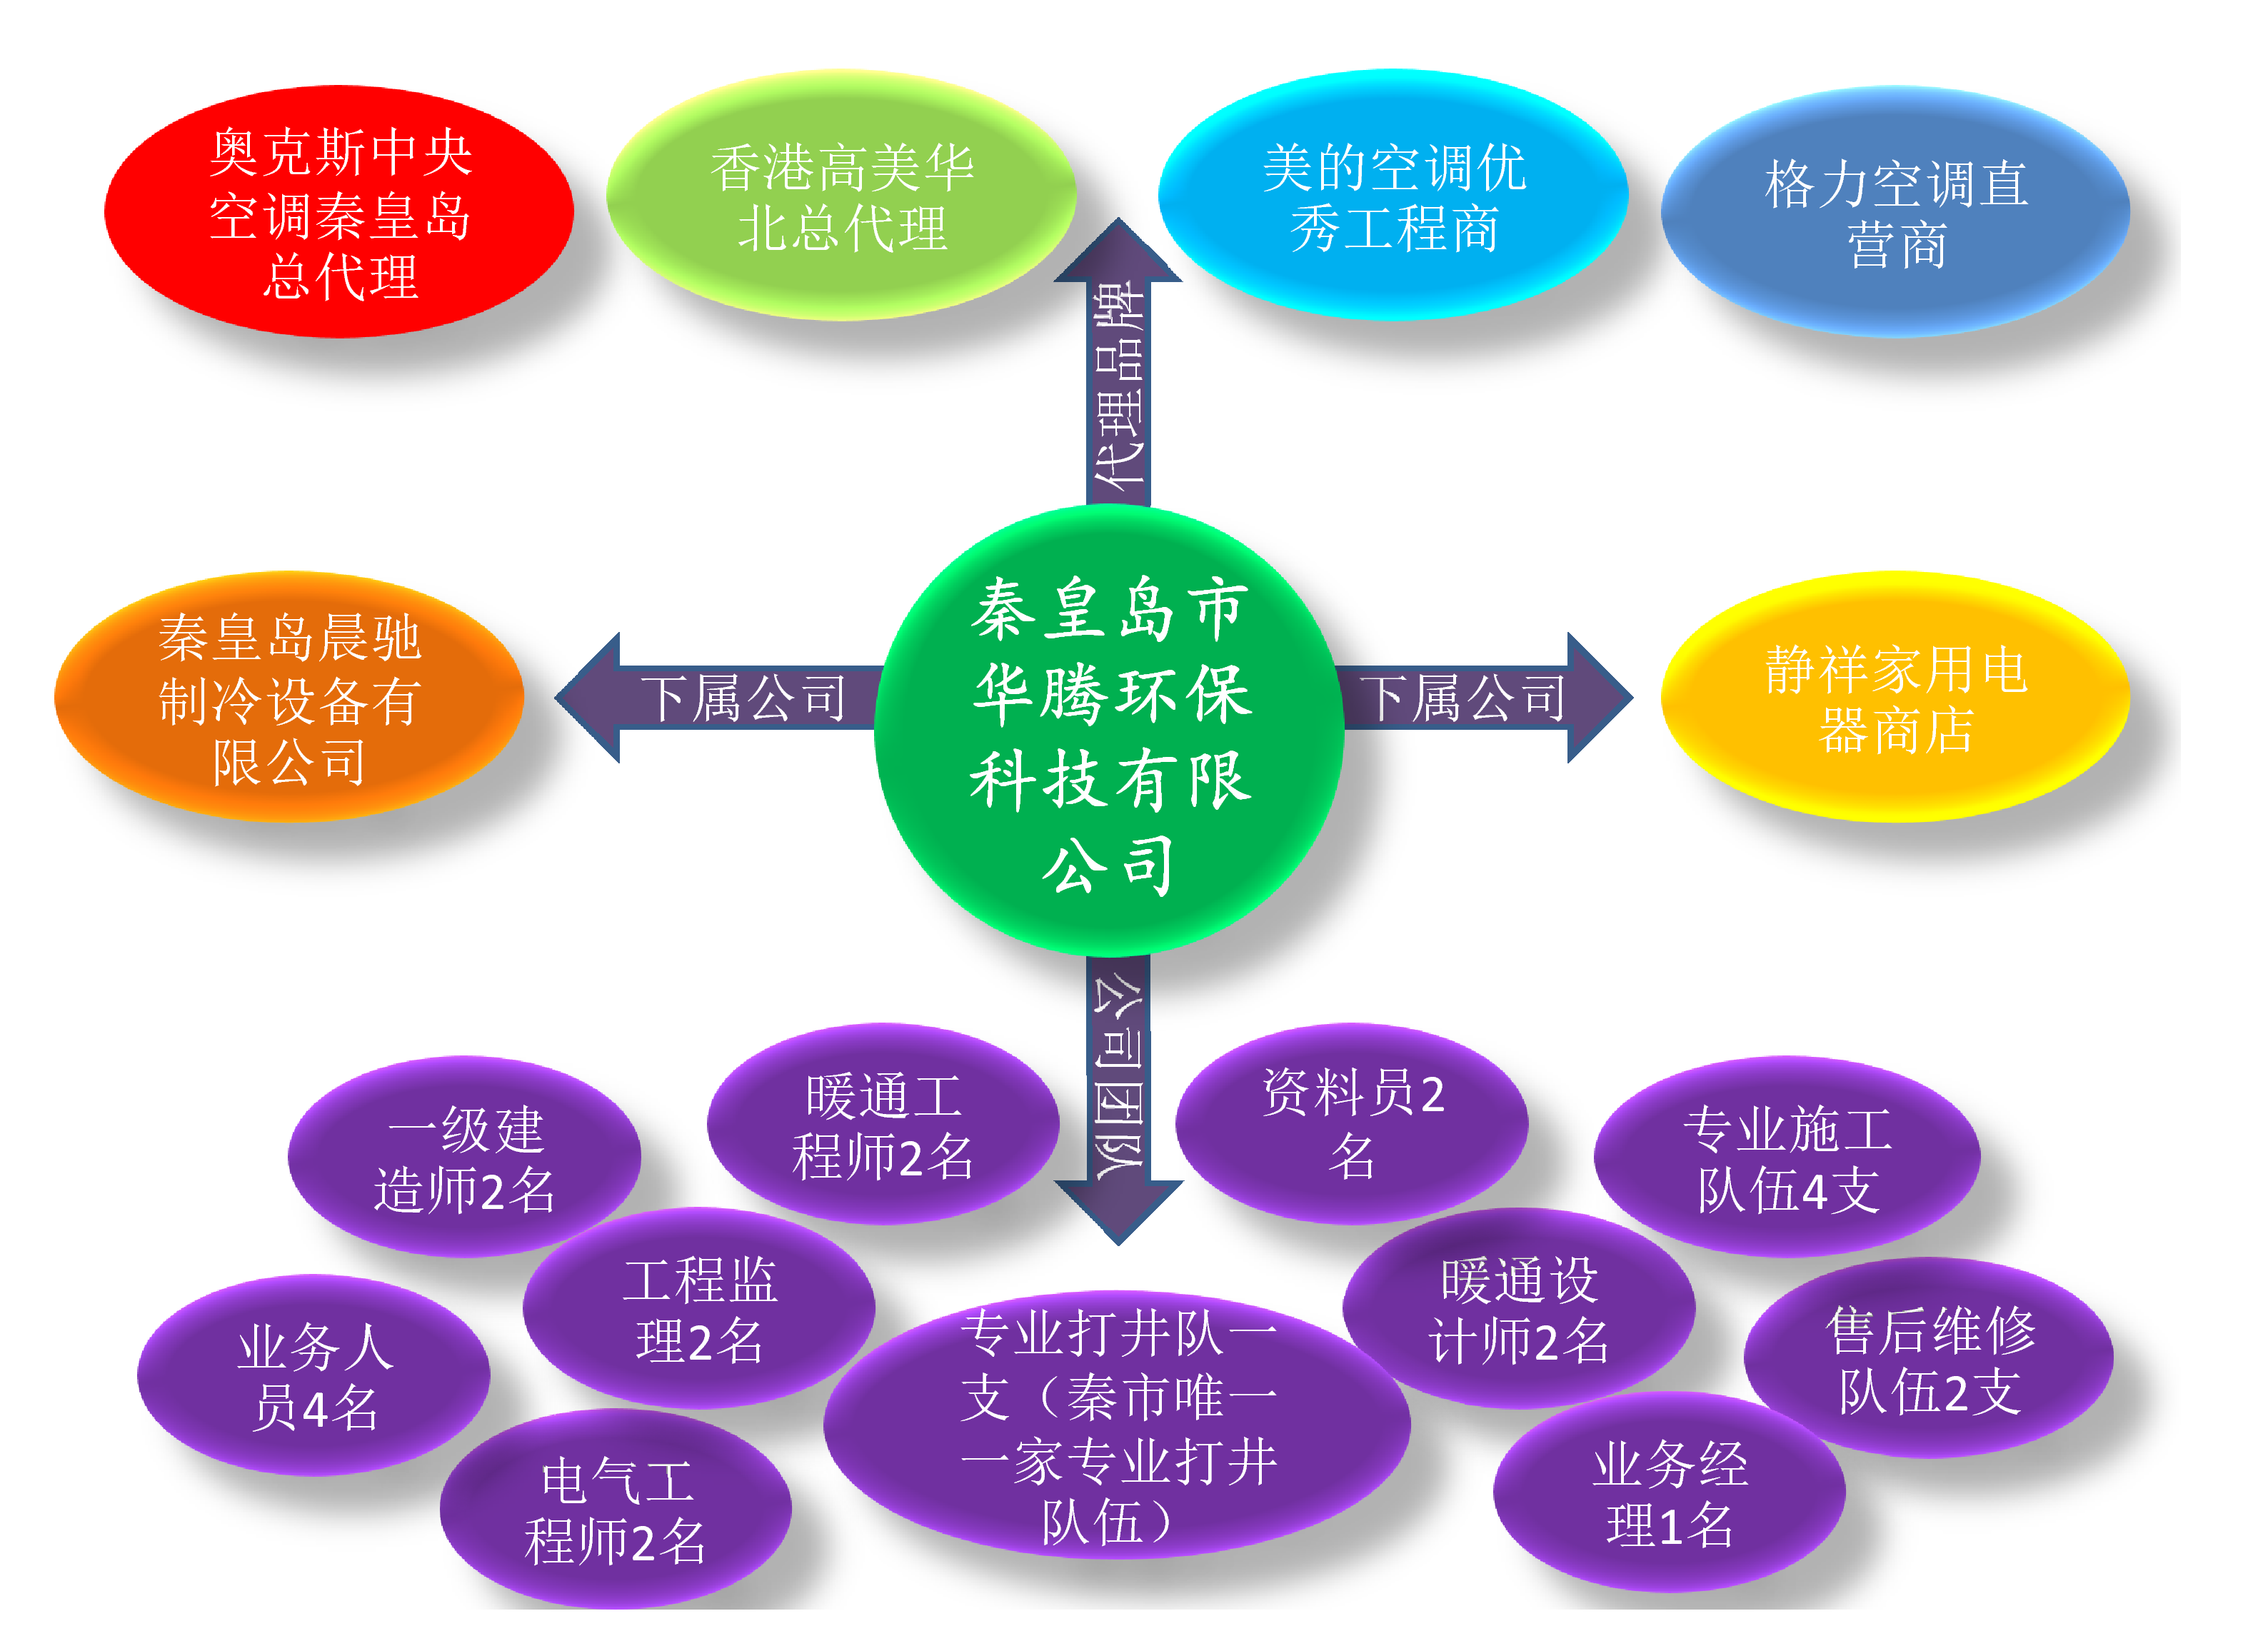 奥克斯中央
空调秦皇岛
总代理
香港高美华
北总代理
美的空调优
秀工程商
格力空调直
营商
代理品牌
秦皇岛晨驰
制冷设备有
限公司
下属公司
秦皇岛市
华腾环保
科技有限
公司
下属公司
静祥家用电
器商店
公司团队
一级建
造师2名
暖通工
程师2名
资料员2
名
专业施工
队伍4支
业务人
员4名
工程监
理2名
电气工
程师2名
专业打井队一
支（秦市唯一
一家专业打井
队伍）
暖通设
计师2名
售后维修
队伍2支
业务经
理1名